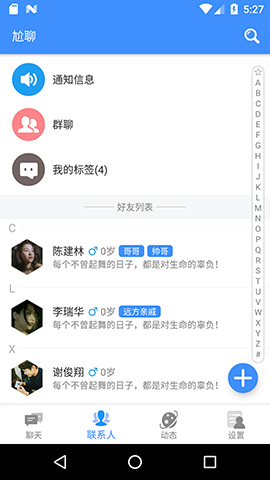 5:27
尬聊
通知信息
群聊
我的标签(4)
好友列表
C
陈建林 ♂ 0岁 哥哥 帅哥
每个不曾起舞的日子，都是对生命的辜负！
L
李瑞华 ♂ 0岁 远方亲戚
每个不曾起舞的日子，都是对生命的辜负！
X
谢俊翔 ♂ 0岁
每个不曾起舞的日子，都是对生命的辜负！
☆
A
B
C
D
E
F
G
H
I
J
K
L
M
N
O
P
Q
R
S
T
U
V
W
X
Y
Z
#
聊天 联系人 动态 设置